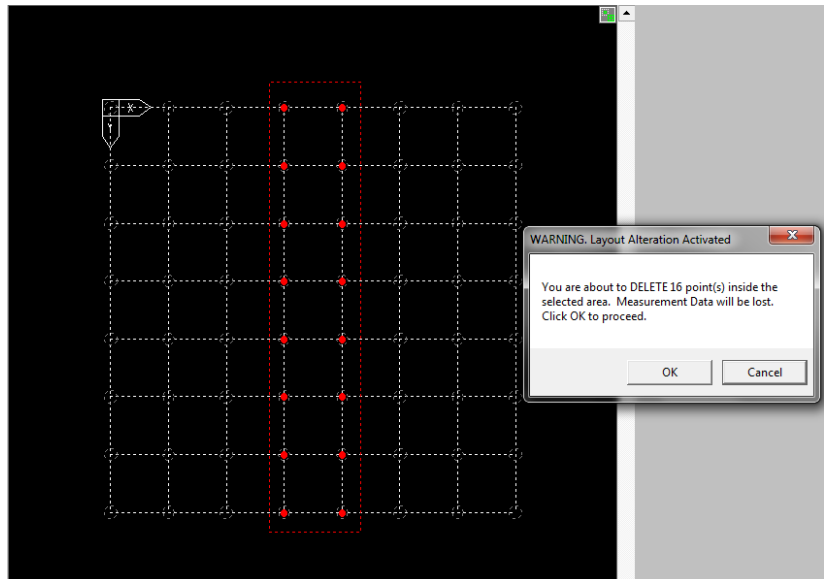 X
Y
WARNING. Layout Alteration Activated
You are about to DELETE 16 point(s) inside the
selected area. Measurement Data will be lost.
Click OK to proceed.
OK
Cancel